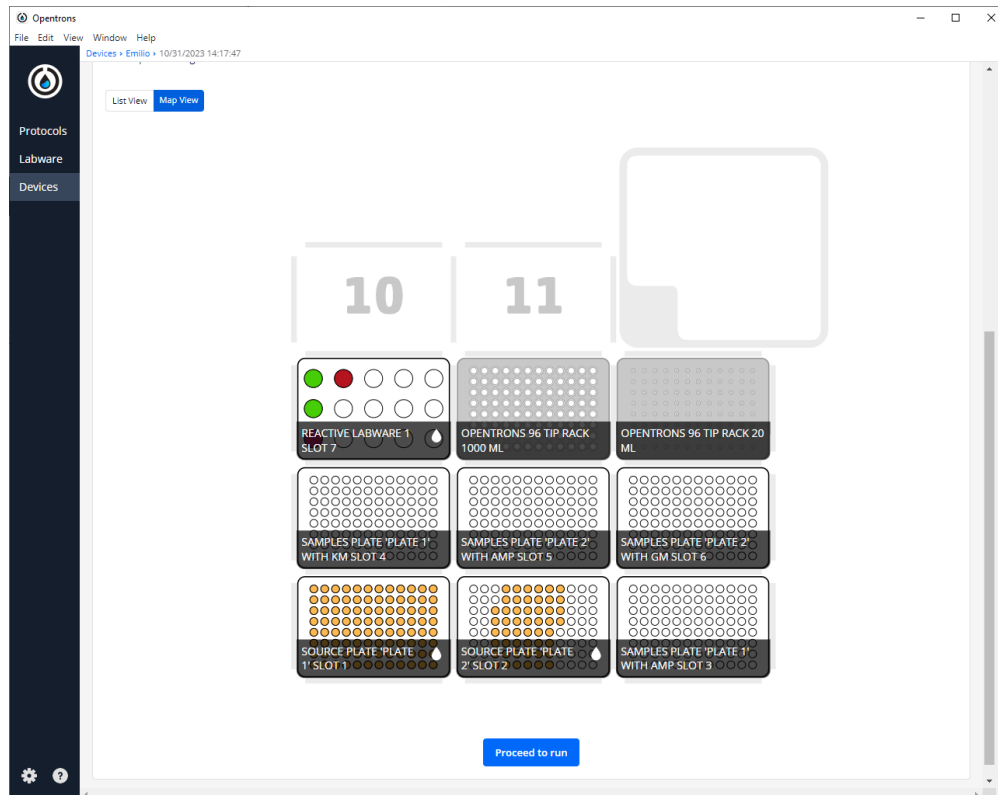 Opentrons
File Edit View Window Help
Devices › Emilio › 10/31/2023 14:17:47
List View Map View
Protocols
Labware
Devices
10 11
REACTIVE LABWARE 1
SLOT 7
OPENTRONS 96 TIP RACK
1000 ML
OPENTRONS 96 TIP RACK 20
ML
SAMPLES PLATE 'PLATE 1'
WITH KM SLOT 4
SAMPLES PLATE 'PLATE 2'
WITH AMP SLOT 5
SAMPLES PLATE 'PLATE 2'
WITH GM SLOT 6
SOURCE PLATE 'PLATE
1' SLOT 1
SOURCE PLATE 'PLATE
2' SLOT 2
SAMPLES PLATE 'PLATE 1'
WITH AMP SLOT 3
Proceed to run
?